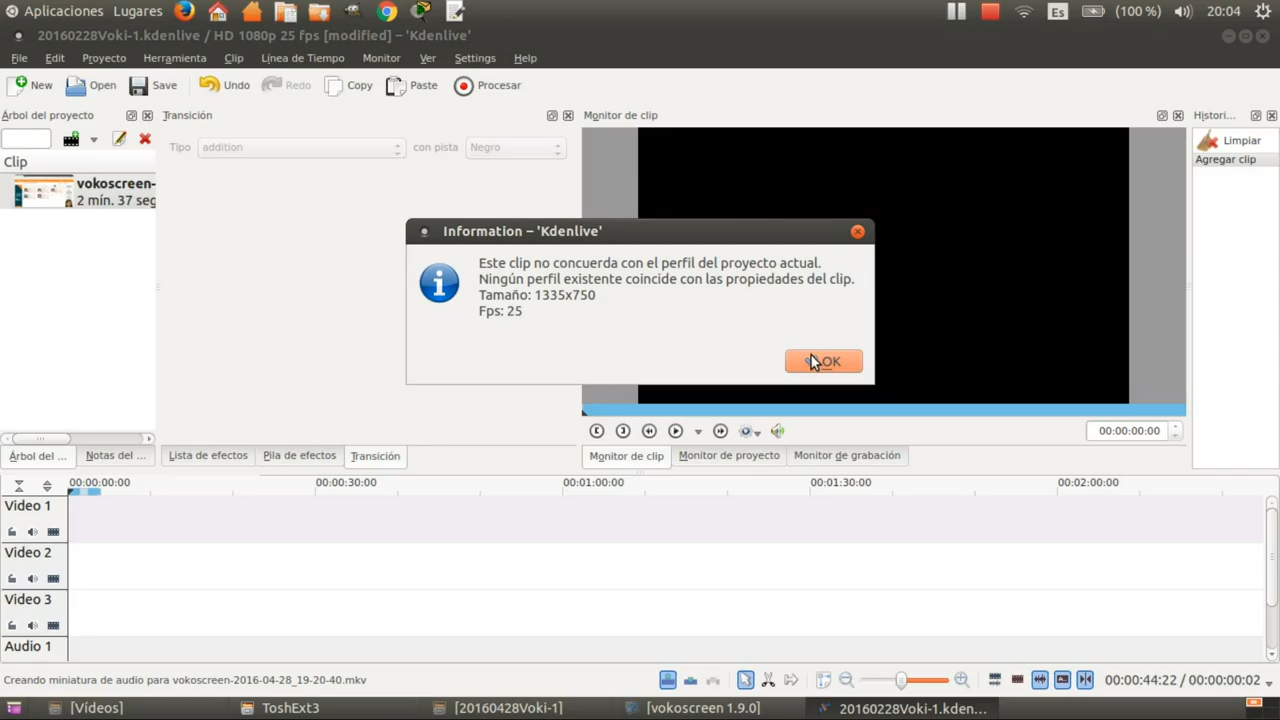 Aplicaciones Lugares Es (100 %) 20:04
20160228Voki-1.kdenlive / HD 1080p 25 fps [modified] – 'Kdenlive'
File Edit Proyecto Herramienta Clip Línea de Tiempo Monitor Ver Settings Help
New Open Save Undo Redo Copy Paste Procesar
Árbol del proyecto Transición Monitor de clip Histori...
Tipo addition con pista Negro Limpiar
Clip Agregar clip
vokoscreen-
2 mín. 37 seg
Information – 'Kdenlive'
Este clip no concuerda con el perfil del proyecto actual.
Ningún perfil existente coincide con las propiedades del clip.
Tamaño: 1335x750
Fps: 25
OK
00:00:00:00
Árbol del ... Notas del ... Lista de efectos Pila de efectos Transición Monitor de clip Monitor de proyecto Monitor de grabación
00:00:00:00 00:00:30:00 00:01:00:00 00:01:30:00 00:02:00:00
Video 1
Video 2
Video 3
Audio 1
Creando miniatura de audio para vokoscreen-2016-04-28_19-20-40.mkv 00:00:44:22 / 00:00:00:02
[Vídeos] ToshExt3 [20160428Voki-1] [vokoscreen 1.9.0] 20160228Voki-1.kden...